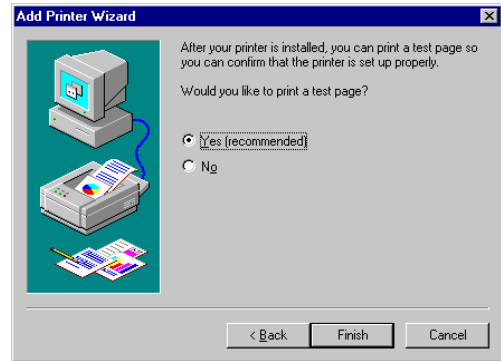 Add Printer Wizard
After your printer is installed, you can print a test page so
you can confirm that the printer is set up properly.
Would you like to print a test page?
Yes (recommended)
No
< Back Finish Cancel